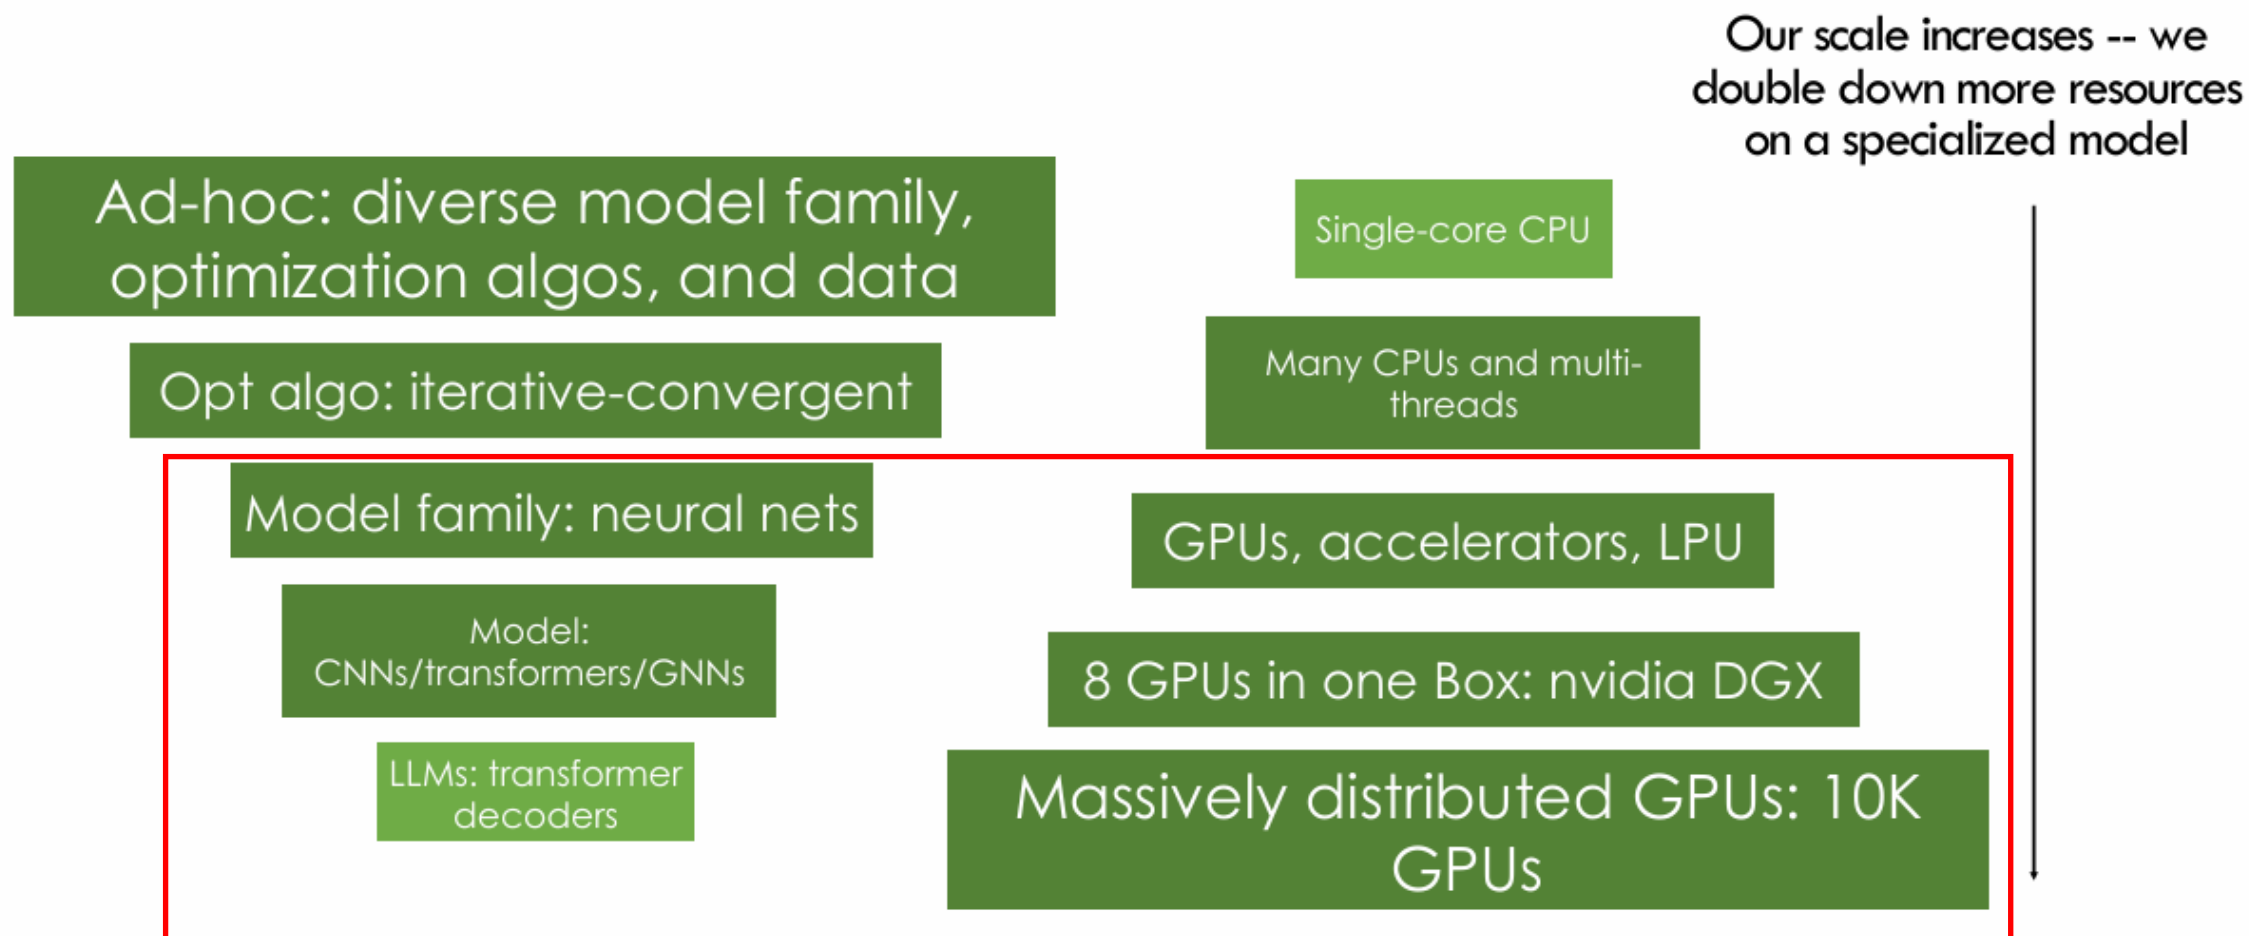 Our scale increases -- we
double down more resources
on a specialized model
Ad-hoc: diverse model family,
optimization algos, and data
Opt algo: iterative-convergent
Model family: neural nets
Model:
CNNs/transformers/GNNs
LLMs: transformer
decoders
Single-core CPU
Many CPUs and multi-
threads
GPUs, accelerators, LPU
8 GPUs in one Box: nvidia DGX
Massively distributed GPUs: 10K
GPUs